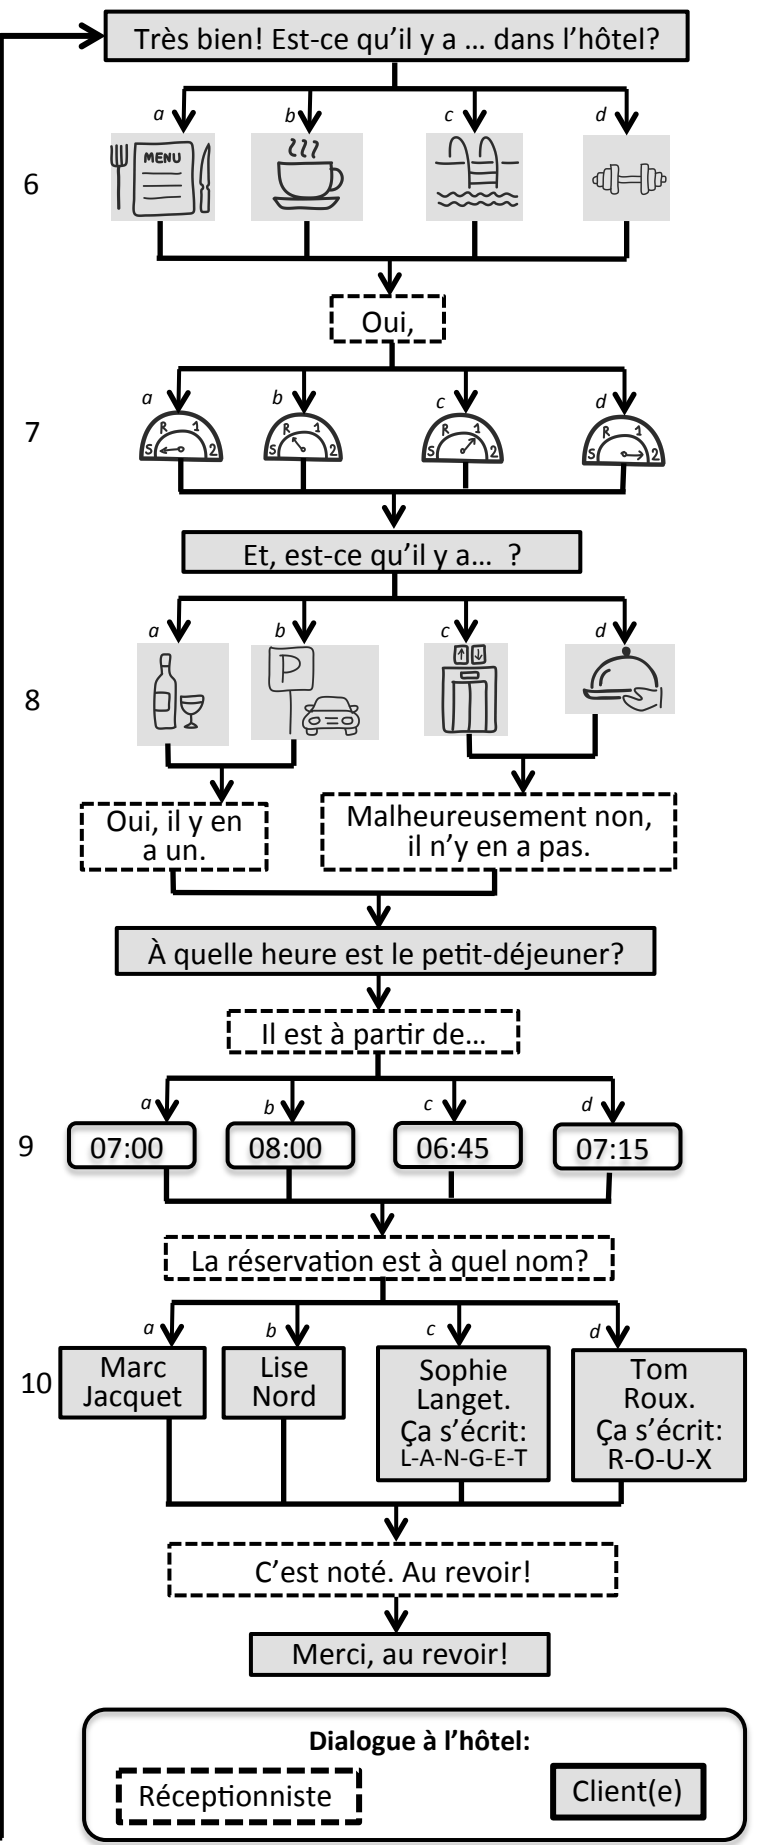 Très bien! Est-ce qu'il y a … dans l'hôtel?
a b c d
6
MENU
Oui,
a b c d
7
S R 1 2
S R 1 2
S R 1 2
S R 1 2
Et, est-ce qu'il y a… ?
a b c d
8
P
Oui, il y en
a un.
Malheureusement non,
il n'y en a pas.
À quelle heure est le petit-déjeuner?
Il est à partir de…
a b c d
9 07:00 08:00 06:45 07:15
La réservation est à quel nom?
a b c d
10
Marc
Jacquet
Lise
Nord
Sophie
Langet.
Ça s'écrit:
L-A-N-G-E-T
Tom
Roux.
Ça s'écrit:
R-O-U-X
C'est noté. Au revoir!
Merci, au revoir!
Dialogue à l'hôtel:
Réceptionniste
Client(e)